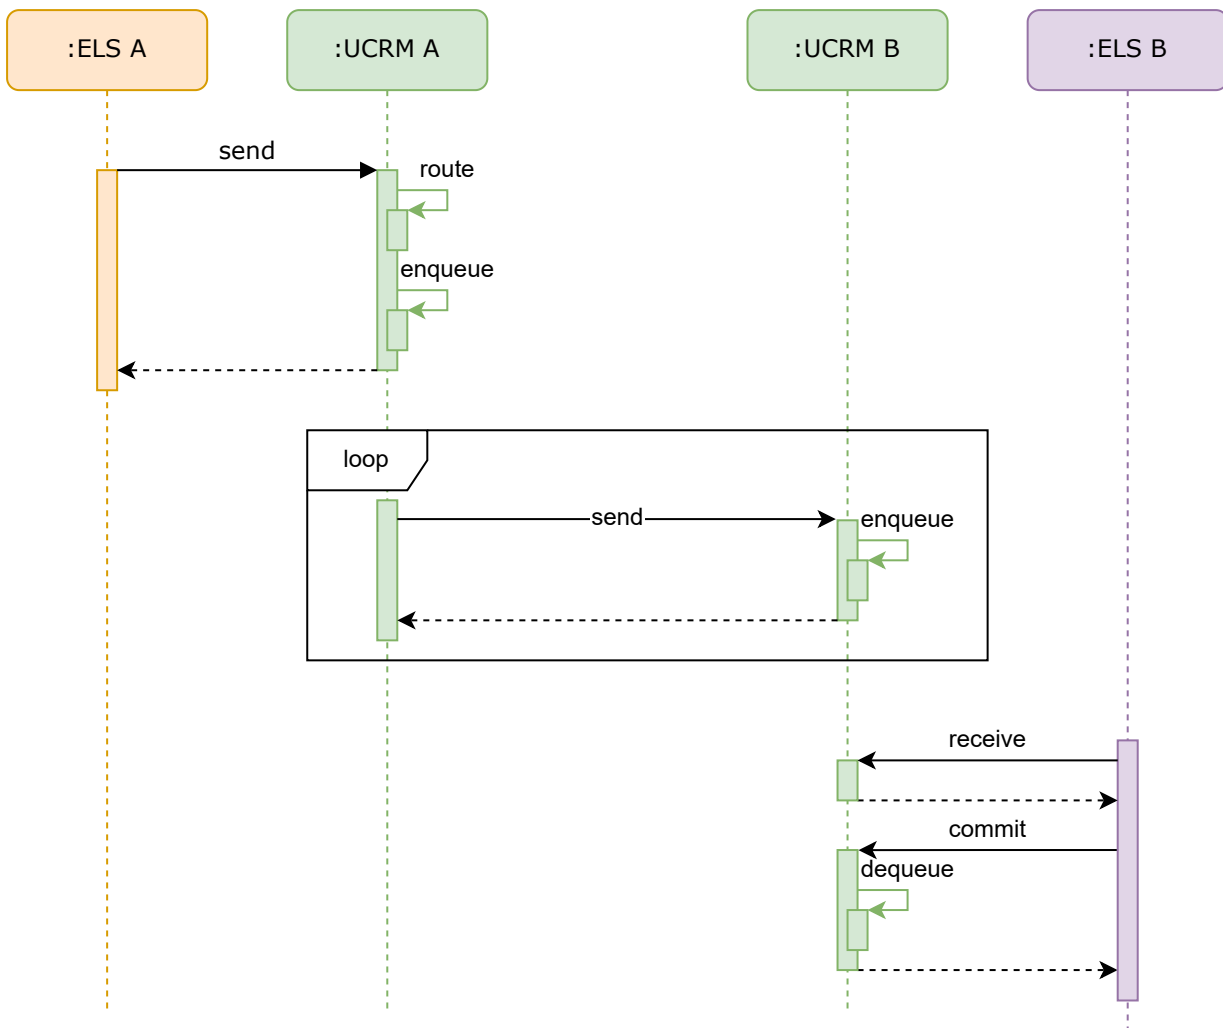 :ELS A
:UCRM A
:UCRM B
:ELS B
send
route
enqueue
loop
send
enqueue
receive
commit
dequeue